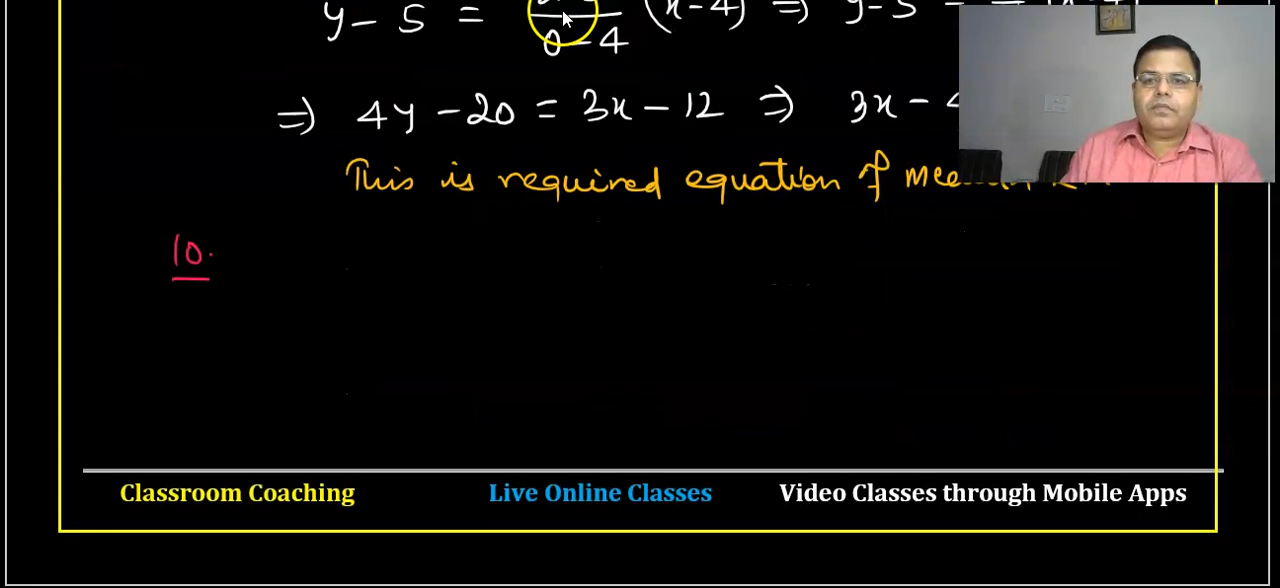 y - 5 = 0 - 4 (x - 4) ⇒ y - 5 =
⇒ 4y - 20 = 3x - 12 ⇒ 3x - 4
This is required equation of
10.
Classroom Coaching Live Online Classes Video Classes through Mobile Apps